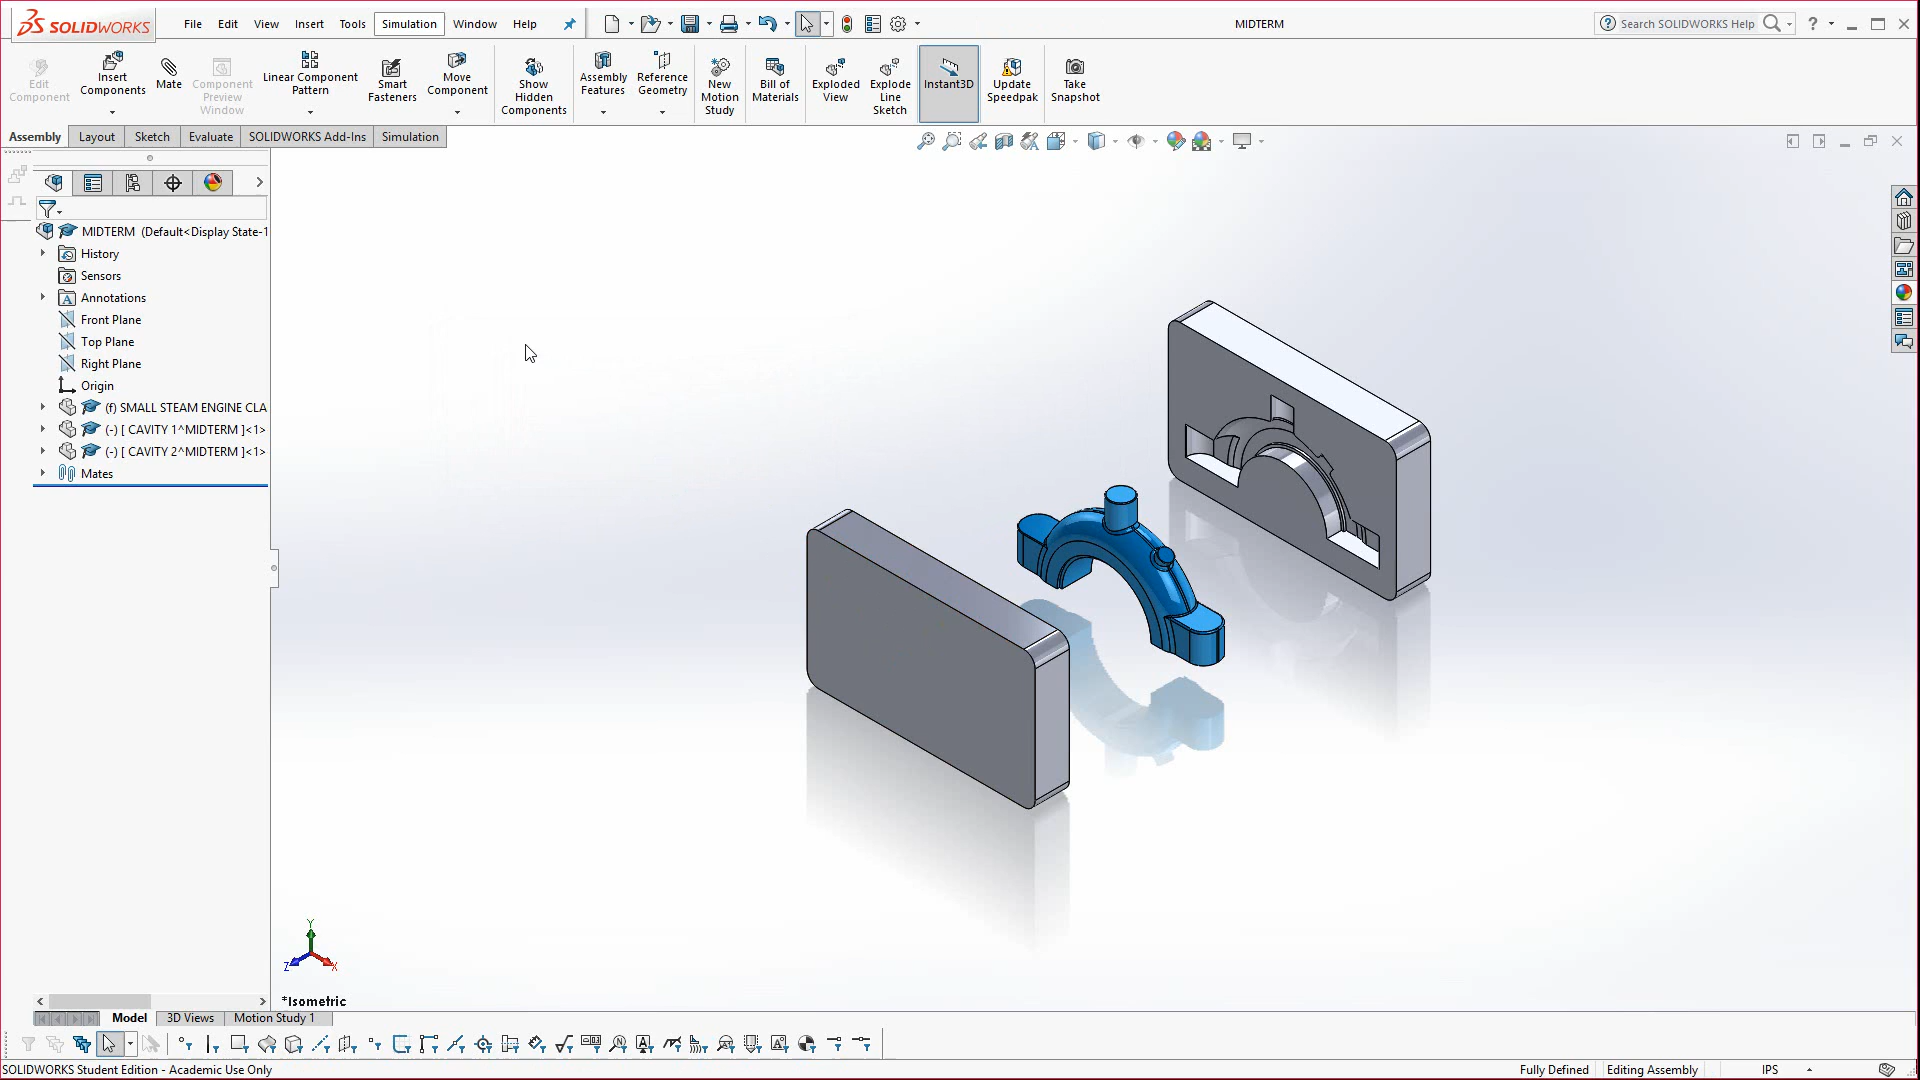 SOLIDWORKS File Edit View Insert Tools Simulation Window Help MIDTERM Search SOLIDWORKS Help ?
Edit Component
Insert Components
Mate
Component Preview Window
Linear Component Pattern
Smart Fasteners
Move Component
Show Hidden Components
Assembly Features
Reference Geometry
New Motion Study
Bill of Materials
Exploded View
Explode Line Sketch
Instant3D
Update Speedpak
Take Snapshot
Assembly Layout Sketch Evaluate SOLIDWORKS Add-Ins Simulation
MIDTERM (Default<Display State-1
History
Sensors
Annotations
Front Plane
Top Plane
Right Plane
Origin
(f) SMALL STEAM ENGINE CLA
(-) [ CAVITY 1^MIDTERM ]<1>
(-) [ CAVITY 2^MIDTERM ]<1>
Mates
Y
Z X
*Isometric
Model 3D Views Motion Study 1
SOLIDWORKS Student Edition - Academic Use Only Fully Defined Editing Assembly IPS